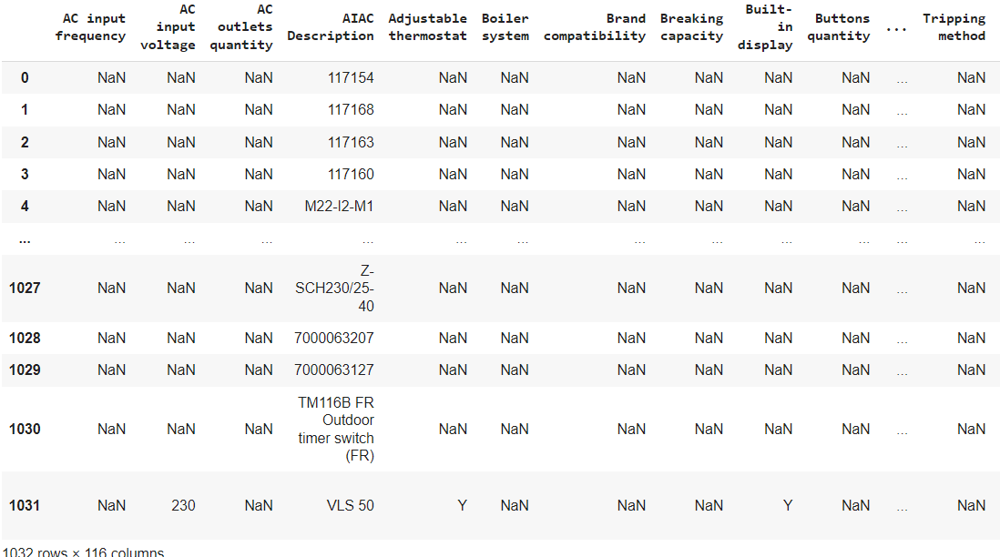 AC input frequency AC input voltage AC outlets quantity AIAC Description Adjustable thermostat Boiler system Brand compatibility Breaking capacity Built-in display Buttons quantity ... Tripping method
0 NaN NaN NaN 117154 NaN NaN NaN NaN NaN NaN ... NaN
1 NaN NaN NaN 117168 NaN NaN NaN NaN NaN NaN ... NaN
2 NaN NaN NaN 117163 NaN NaN NaN NaN NaN NaN ... NaN
3 NaN NaN NaN 117160 NaN NaN NaN NaN NaN NaN ... NaN
4 NaN NaN NaN M22-I2-M1 NaN NaN NaN NaN NaN NaN ... NaN
... ... ... ... ... ... ... ... ... ... ... ... ...
1027 NaN NaN NaN Z-SCH230/25-40 NaN NaN NaN NaN NaN NaN ... NaN
1028 NaN NaN NaN 7000063207 NaN NaN NaN NaN NaN NaN ... NaN
1029 NaN NaN NaN 7000063127 NaN NaN NaN NaN NaN NaN ... NaN
1030 NaN NaN NaN TM116B FR Outdoor timer switch (FR) NaN NaN NaN NaN NaN NaN ... NaN
1031 NaN 230 NaN VLS 50 Y NaN NaN NaN Y NaN ... NaN
1032 rows × 116 columns